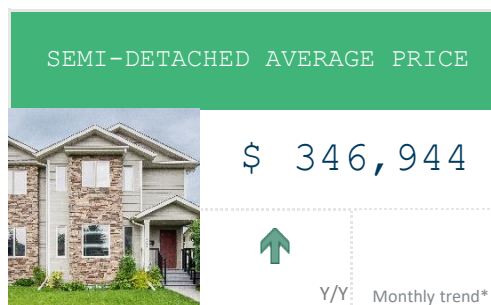 SEMI-DETACHED AVERAGE PRICE
$ 346,944
Y/Y
Monthly trend*